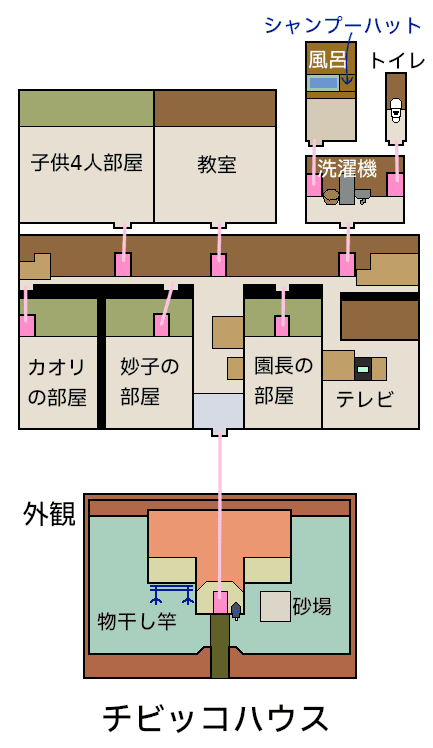 シャンプーハット
風呂
トイレ
子供4人部屋
教室
洗濯機
カオリ
の部屋
妙子の
部屋
園長の
部屋
テレビ
外観
物干し竿
砂場
チビッコハウス